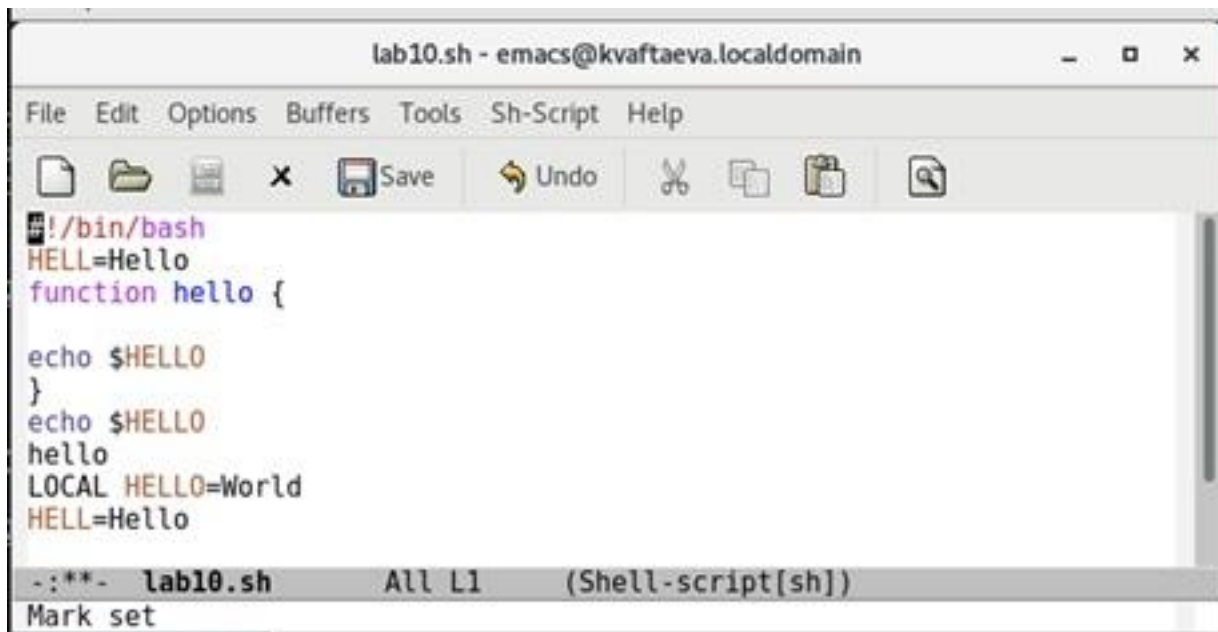 lab10.sh - emacs@kvaftaeva.localdomain
File Edit Options Buffers Tools Sh-Script Help
Save Undo
#!/bin/bash
HELL=Hello
function hello {
echo $HELLO
}
echo $HELLO
hello
LOCAL HELLO=World
HELL=Hello
-:**- lab10.sh All L1 (Shell-script[sh])
Mark set